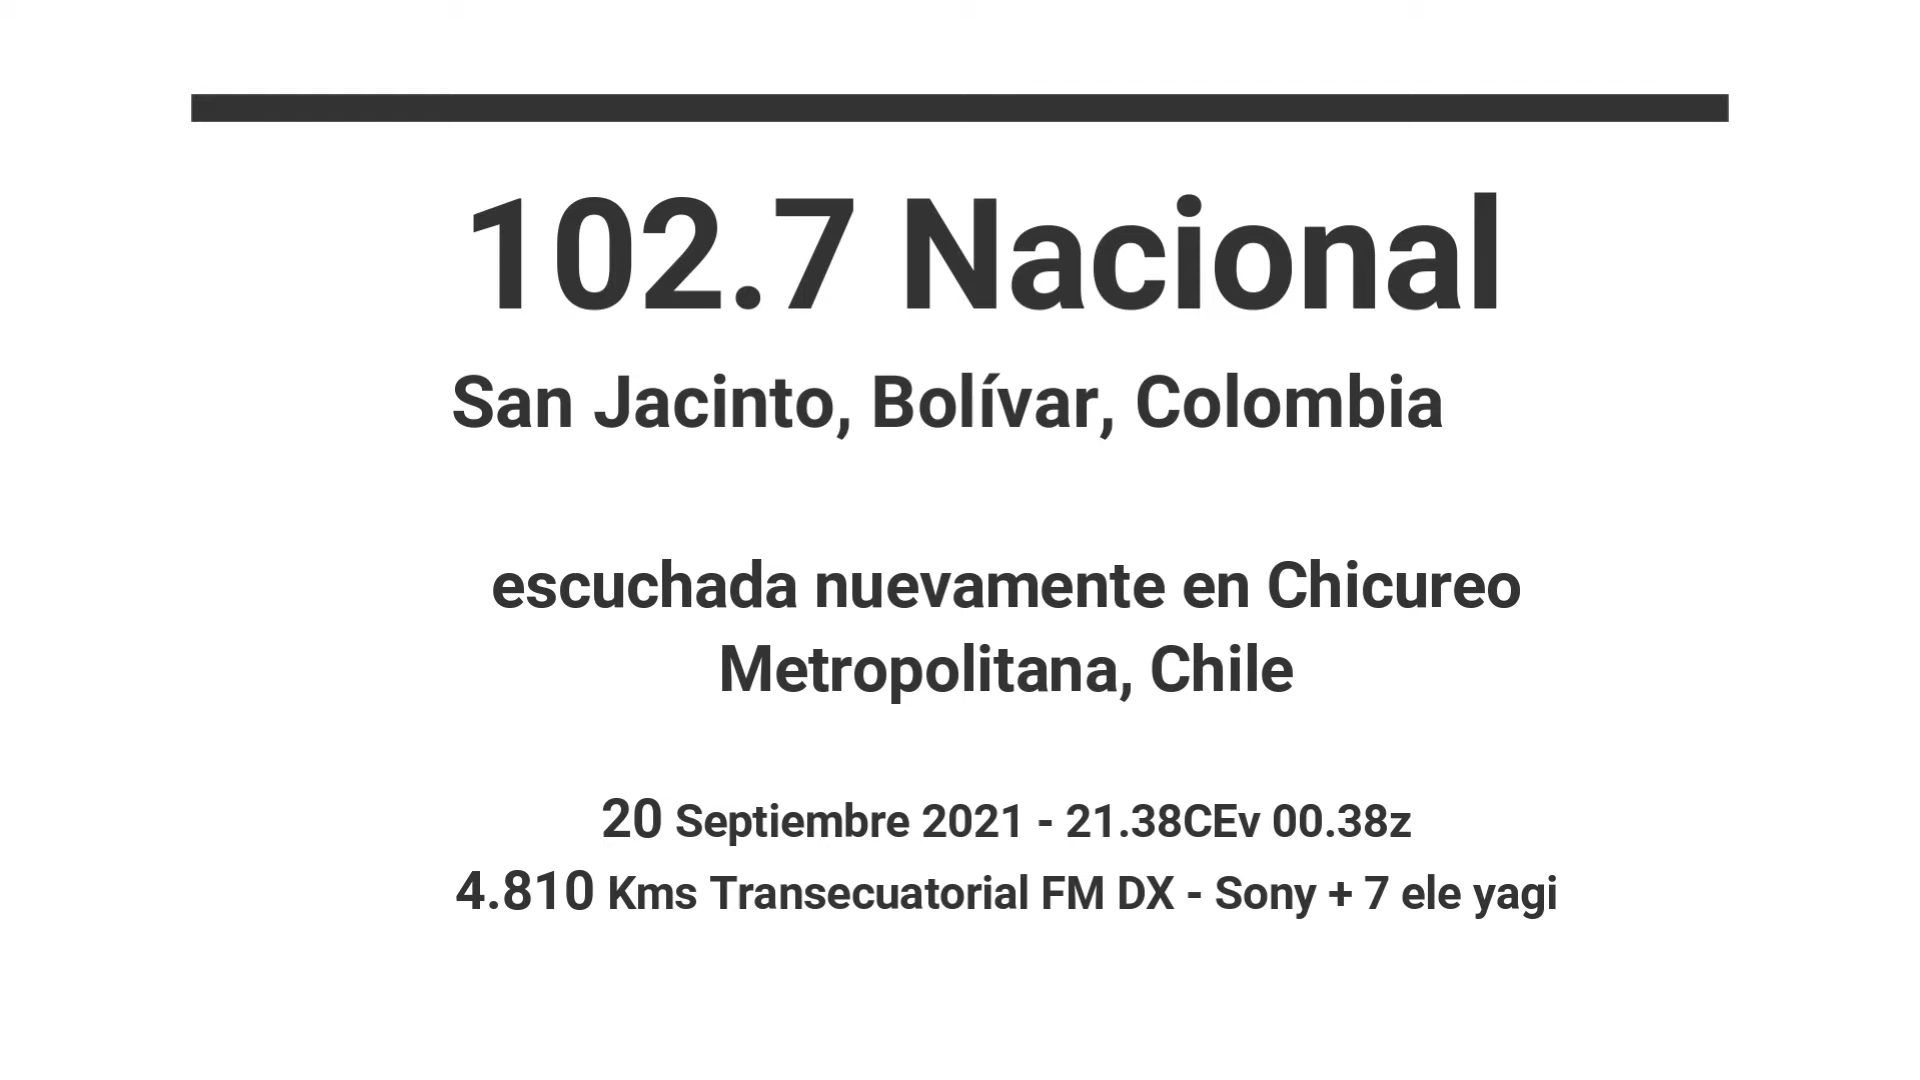 102.7 Nacional
San Jacinto, Bolívar, Colombia
escuchada nuevamente en Chicureo
Metropolitana, Chile
20 Septiembre 2021 - 21.38CEv 00.38z
4.810 Kms Transecuatorial FM DX - Sony + 7 ele yagi